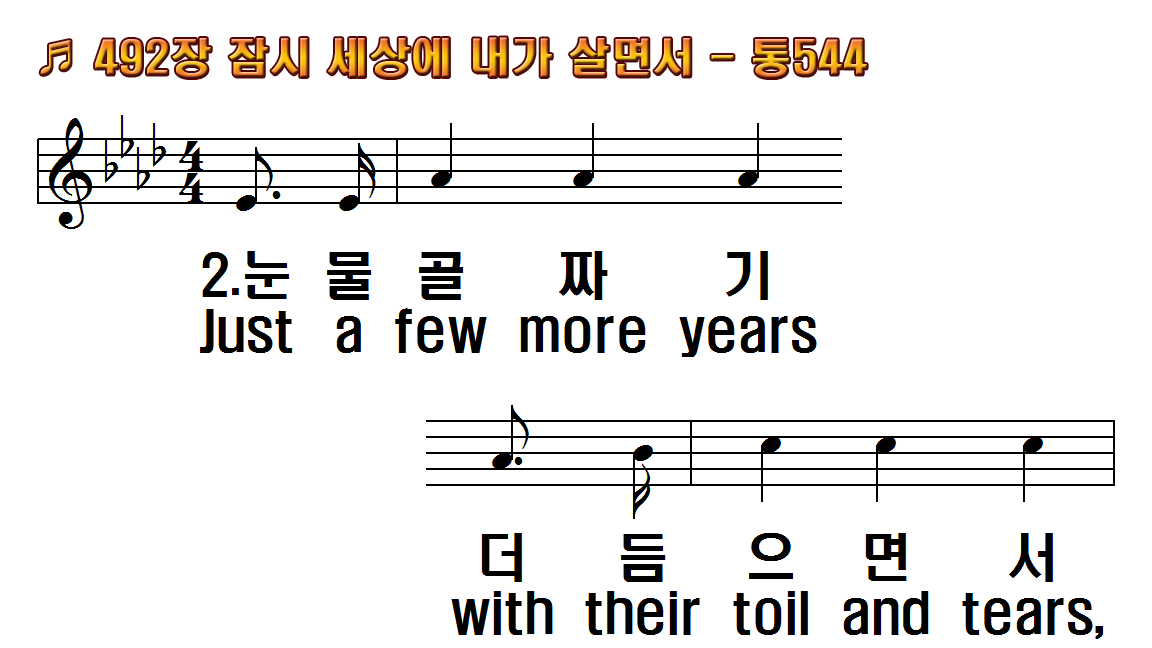 ♬ 492장 잠시 세상에 내가 살면서 - 통544
2.눈 물 골 짜 기
Just a few more years
더 듬 으 면 서
with their toil and tears,